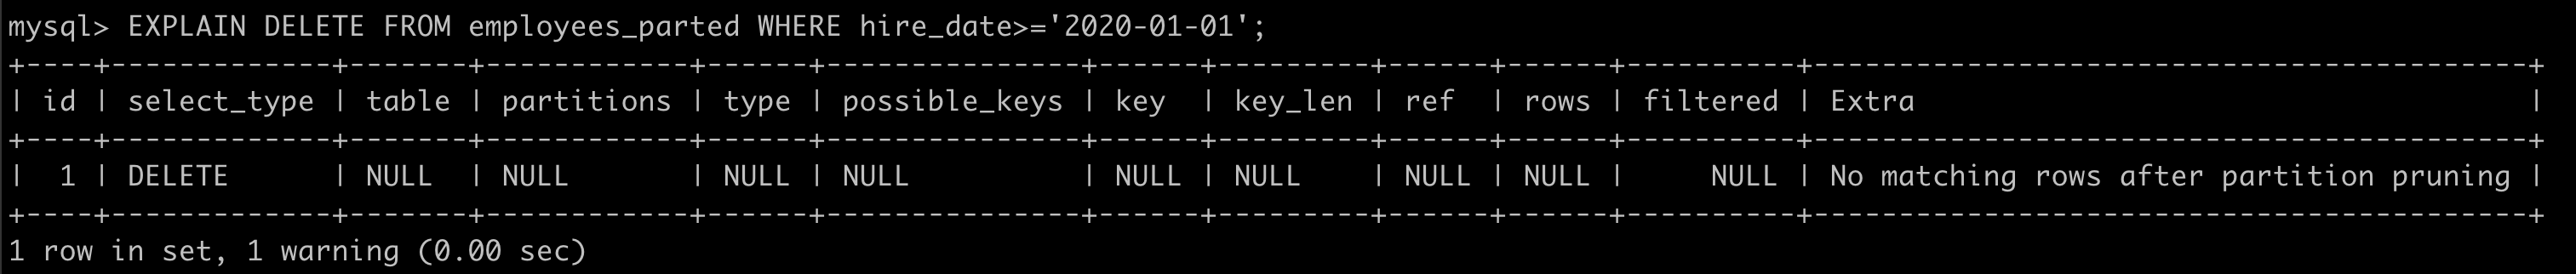 mysql> EXPLAIN DELETE FROM employees_parted WHERE hire_date>='2020-01-01';
+----+-------------+-------+------------+------+---------------+------+---------+------+------+----------+------------------------------------------+
| id | select_type | table | partitions | type | possible_keys | key  | key_len | ref  | rows | filtered | Extra                                    |
+----+-------------+-------+------------+------+---------------+------+---------+------+------+----------+------------------------------------------+
|  1 | DELETE      | NULL  | NULL       | NULL | NULL          | NULL | NULL    | NULL | NULL |     NULL | No matching rows after partition pruning |
+----+-------------+-------+------------+------+---------------+------+---------+------+------+----------+------------------------------------------+
1 row in set, 1 warning (0.00 sec)